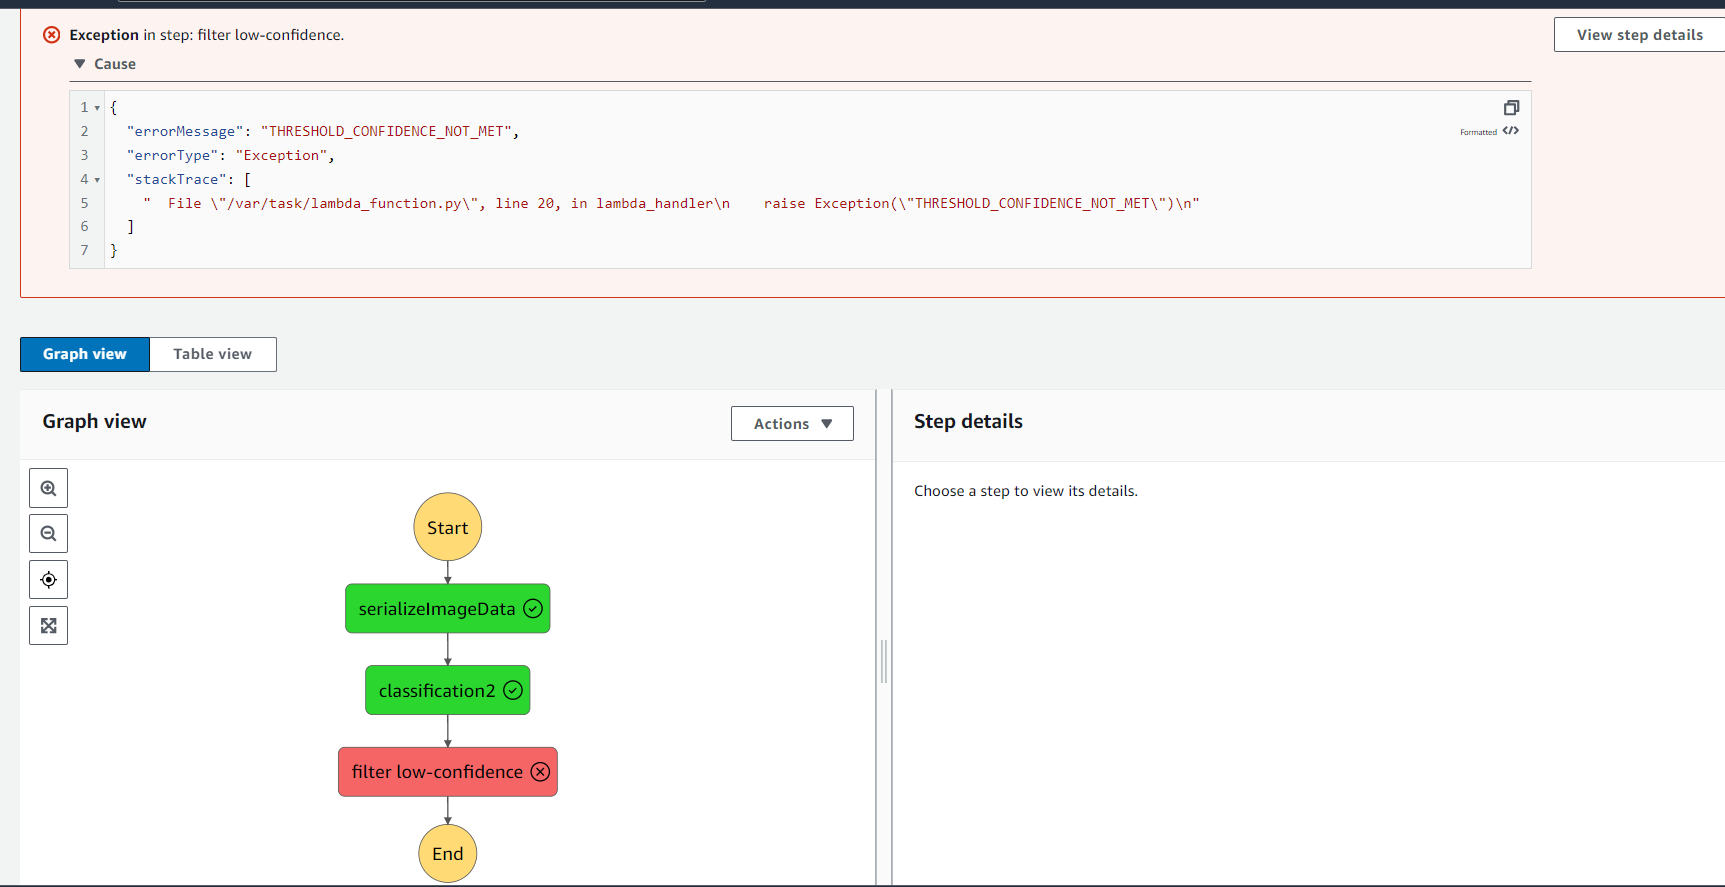 Exception in step: filter low-confidence.
View step details
Cause
1 {
2 "errorMessage": "THRESHOLD_CONFIDENCE_NOT_MET",
3 "errorType": "Exception",
4 "stackTrace": [
5 "  File \"/var/task/lambda_function.py\", line 20, in lambda_handler\n    raise Exception(\"THRESHOLD_CONFIDENCE_NOT_MET\")\n"
6 ]
7 }
Formatted </>
Graph view
Table view
Graph view
Actions
Start
serializeImageData
classification2
filter low-confidence
End
Step details
Choose a step to view its details.